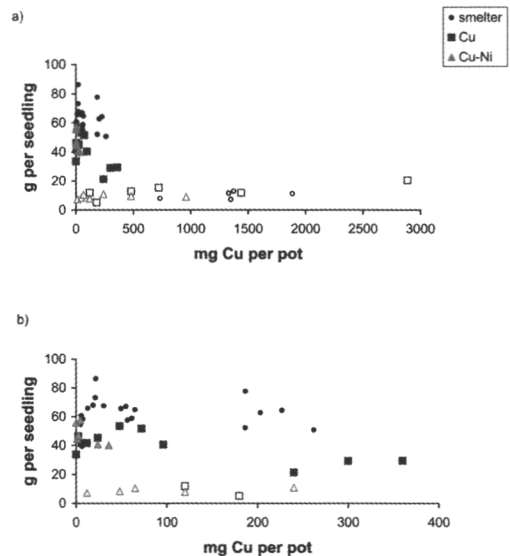 a)
smelter
Cu
Cu-Ni
g per seedling
100
80
60
40
20
0
0 500 1000 1500 2000 2500 3000
mg Cu per pot
b)
g per seedling
100
80
60
40
20
0
0 100 200 300 400
mg Cu per pot